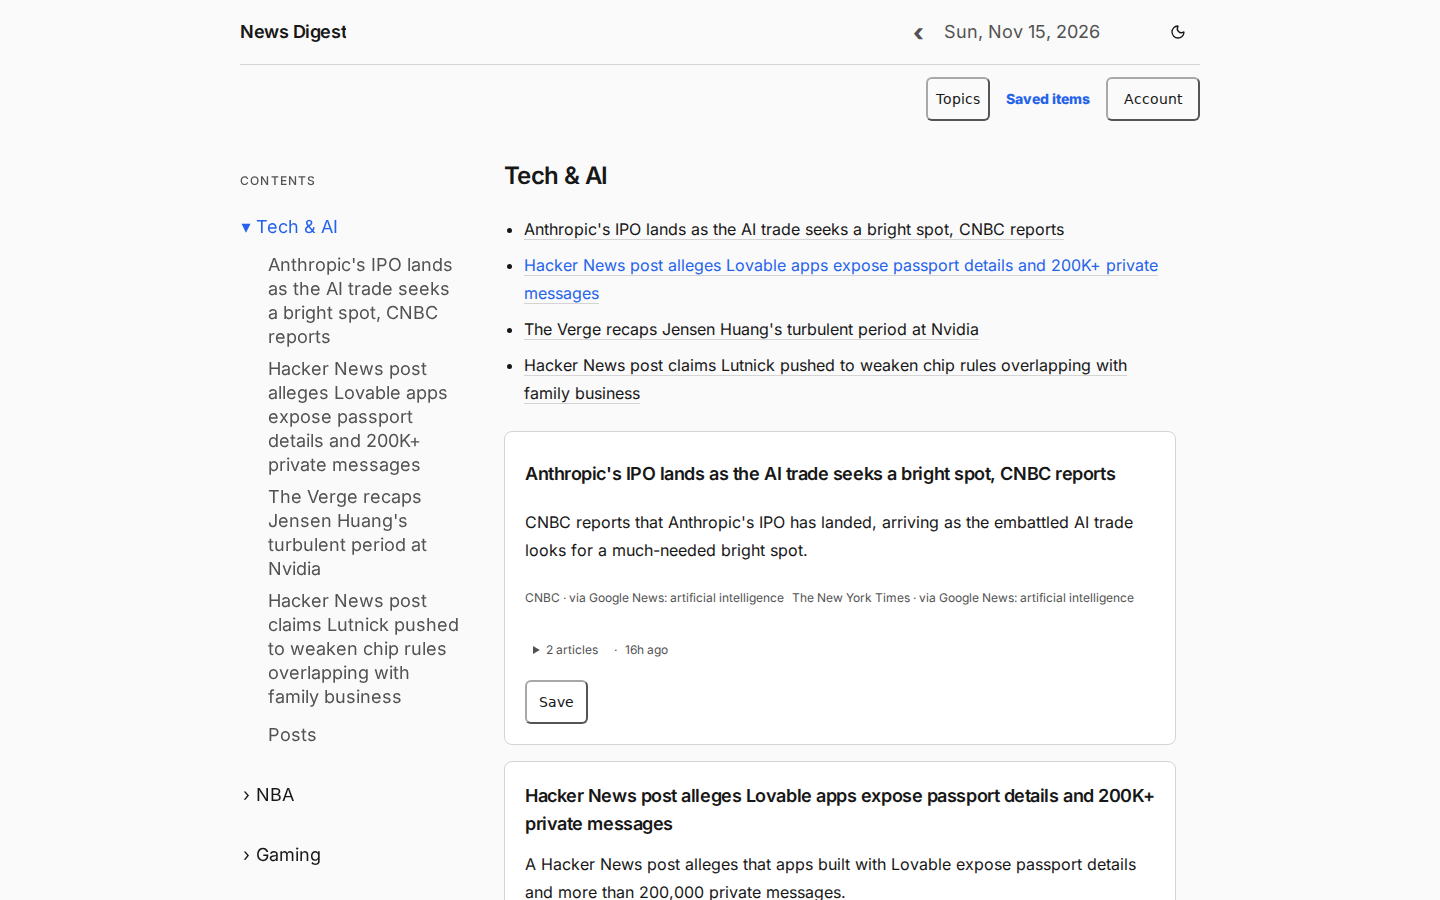 News Digest
‹ Sun, Nov 15, 2026
Topics Saved items Account
CONTENTS
▾ Tech & AI
Anthropic's IPO lands
as the AI trade seeks
a bright spot, CNBC
reports
Hacker News post
alleges Lovable apps
expose passport
details and 200K+
private messages
The Verge recaps
Jensen Huang's
turbulent period at
Nvidia
Hacker News post
claims Lutnick pushed
to weaken chip rules
overlapping with
family business
Posts
› NBA
› Gaming
Tech & AI
• Anthropic's IPO lands as the AI trade seeks a bright spot, CNBC reports
• Hacker News post alleges Lovable apps expose passport details and 200K+ private
messages
• The Verge recaps Jensen Huang's turbulent period at Nvidia
• Hacker News post claims Lutnick pushed to weaken chip rules overlapping with
family business
Anthropic's IPO lands as the AI trade seeks a bright spot, CNBC reports
CNBC reports that Anthropic's IPO has landed, arriving as the embattled AI trade
looks for a much-needed bright spot.
CNBC · via Google News: artificial intelligence The New York Times · via Google News: artificial intelligence
▶ 2 articles · 16h ago
Save
Hacker News post alleges Lovable apps expose passport details and 200K+
private messages
A Hacker News post alleges that apps built with Lovable expose passport details
and more than 200,000 private messages.